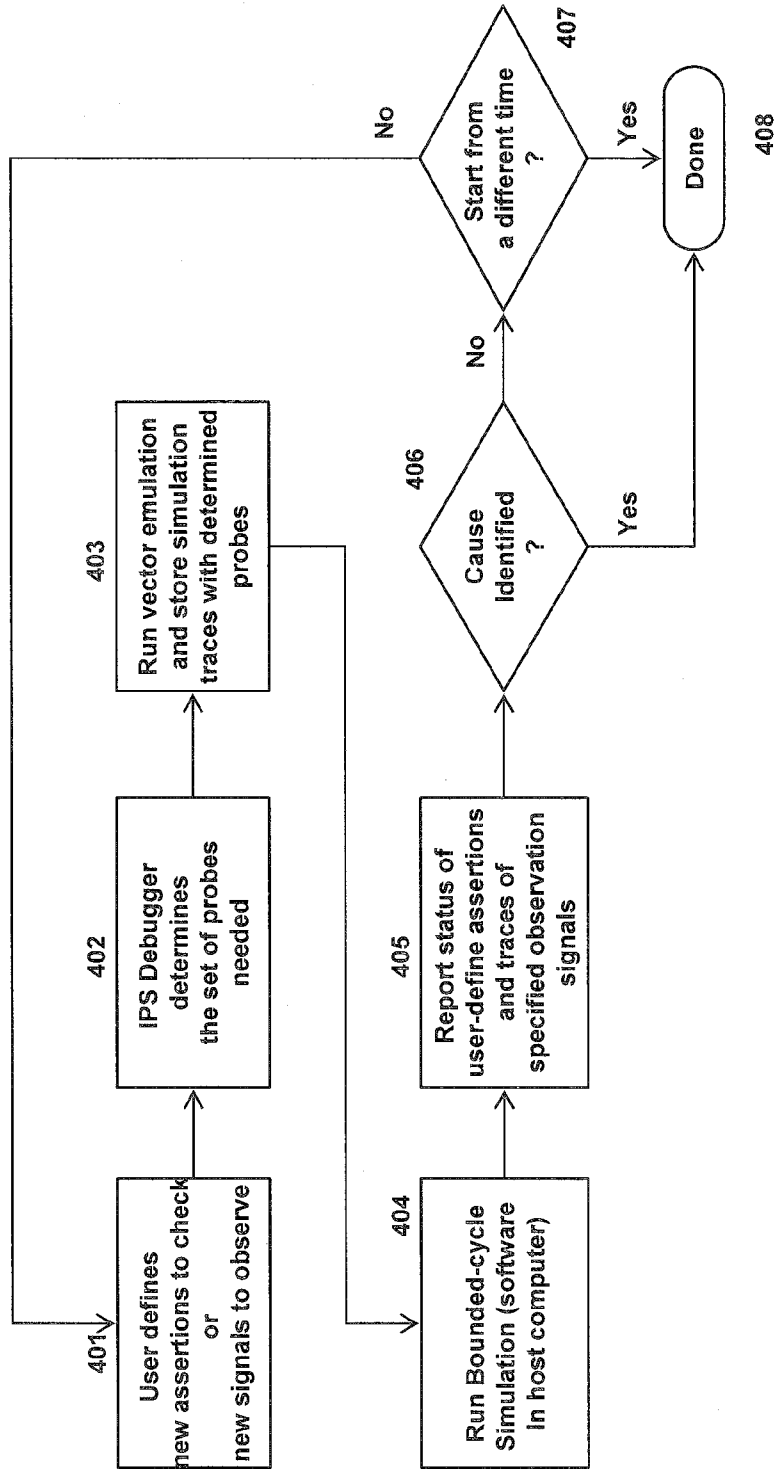 401
User defines
new assertions to check
or
new signals to observe
402
IPS Debugger
determines
the set of probes
needed
403
Run vector emulation
and store simulation
traces with determined
probes
404
Run Bounded-cycle
Simulation (software
In host computer)
405
Report status of
user-define assertions
and traces of
specified observation
signals
406
Cause
Identified
?
No
Yes
407
Start from
a different time
?
No
Yes
Done
408